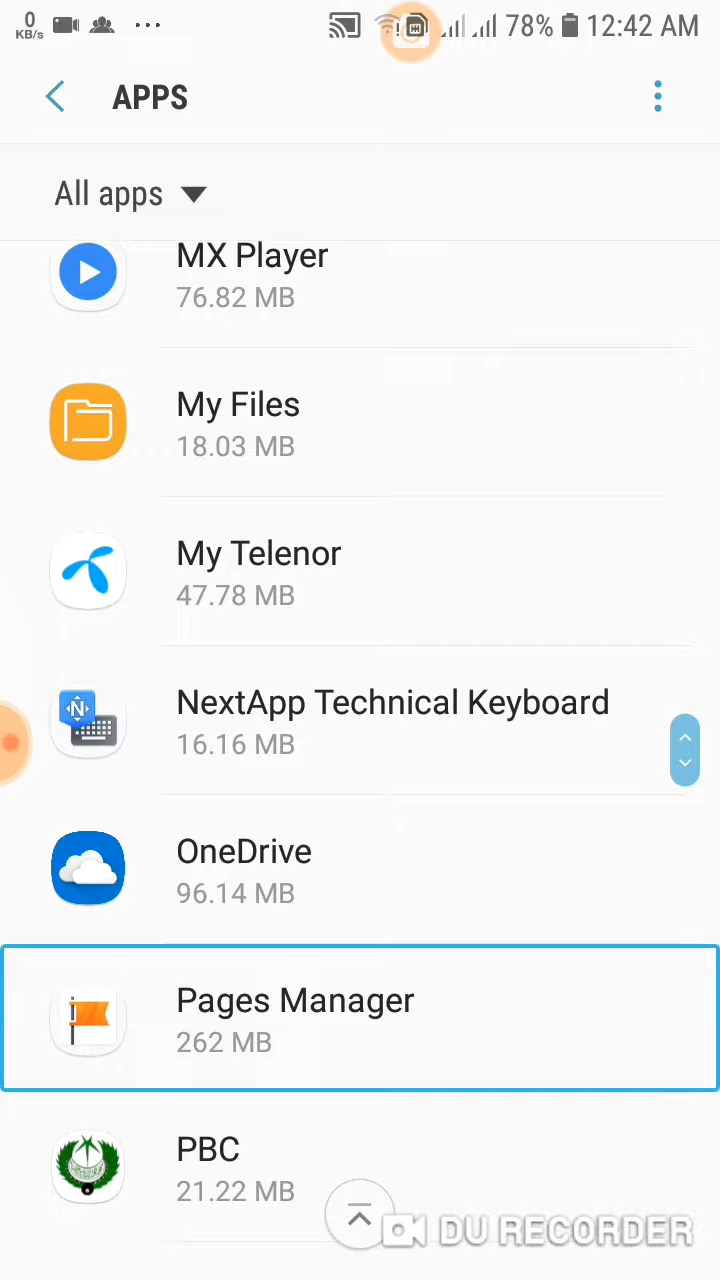 0 78% 12:42 AM
KB/s
APPS
All apps
MX Player
76.82 MB
My Files
18.03 MB
My Telenor
47.78 MB
NextApp Technical Keyboard
16.16 MB
N
OneDrive
96.14 MB
Pages Manager
262 MB
PBC
21.22 MB
DU RECORDER